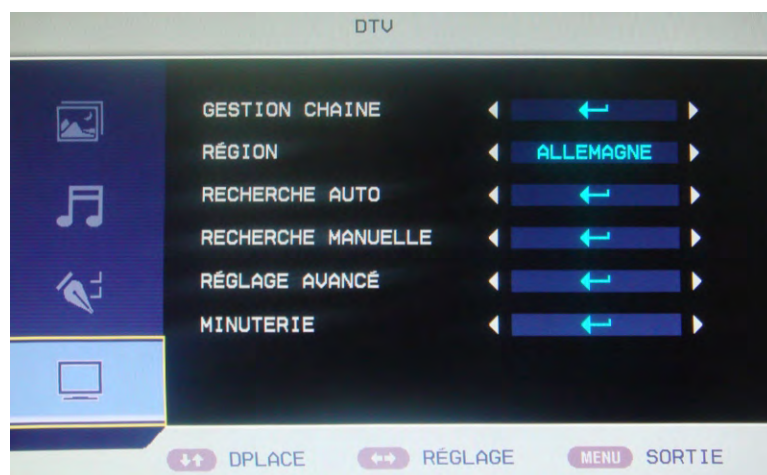 DTV
GESTION CHAINE
RÉGION ALLEMAGNE
RECHERCHE AUTO
RECHERCHE MANUELLE
RÉGLAGE AVANCÉ
MINUTERIE
DPLACE RÉGLAGE MENU SORTIE